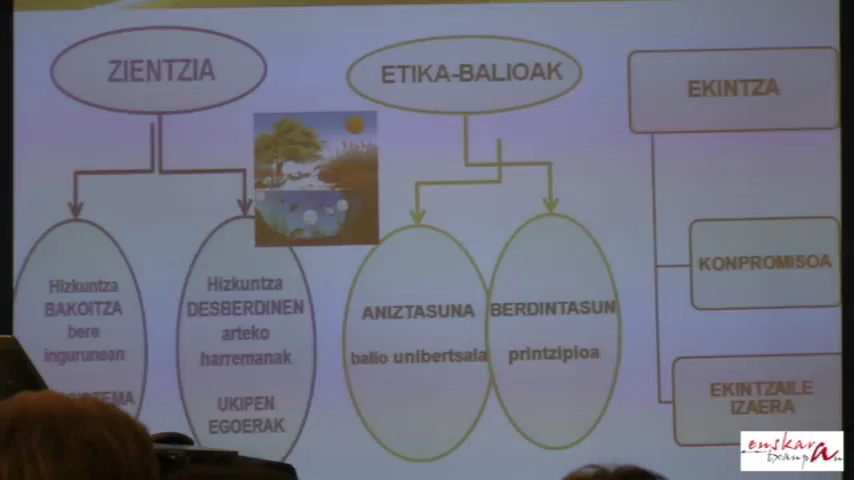 ZIENTZIA
Hizkuntza
BAKOITZA
bere
ingurunean
Hizkuntza
DESBERDINEN
arteko
harremanak
UKIPEN
EGOERAK
ETIKA-BALIOAK
ANIZTASUNA
balio unibertsala
BERDINTASUN
printzipioa
EKINTZA
KONPROMISOA
EKINTZAILE
IZAERA
euskara